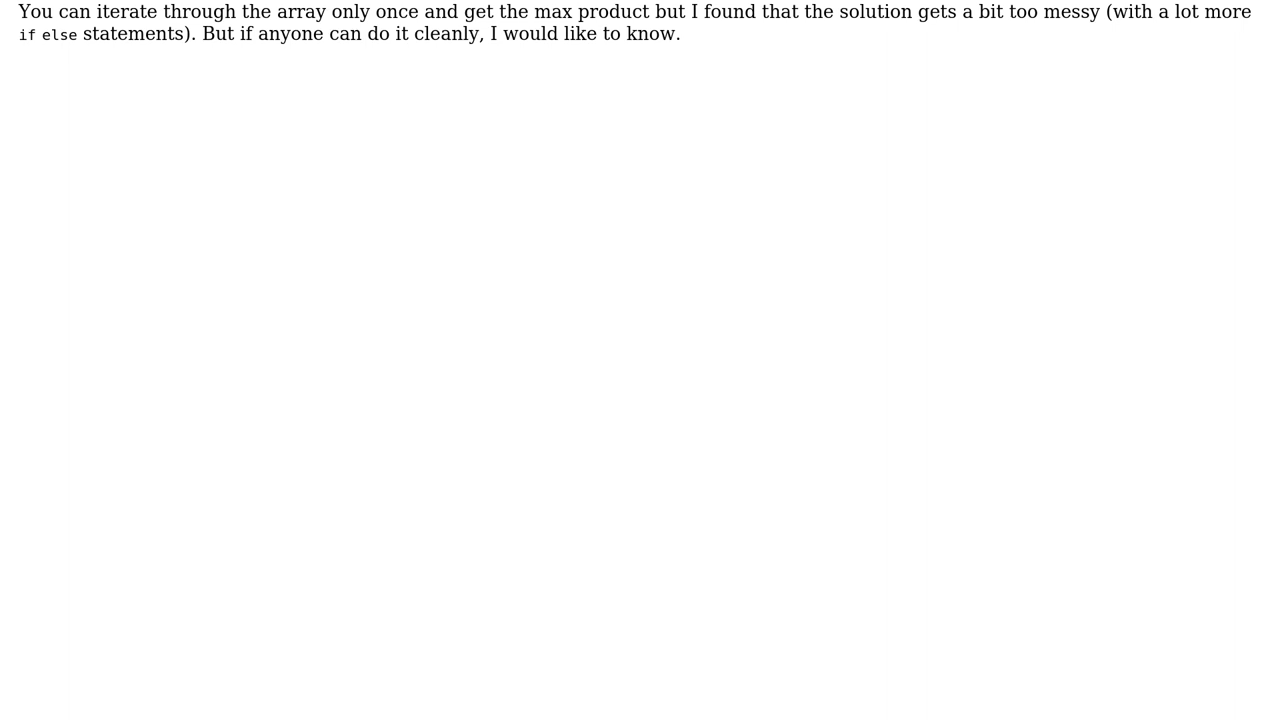 You can iterate through the array only once and get the max product but I found that the solution gets a bit too messy (with a lot more
if else statements). But if anyone can do it cleanly, I would like to know.